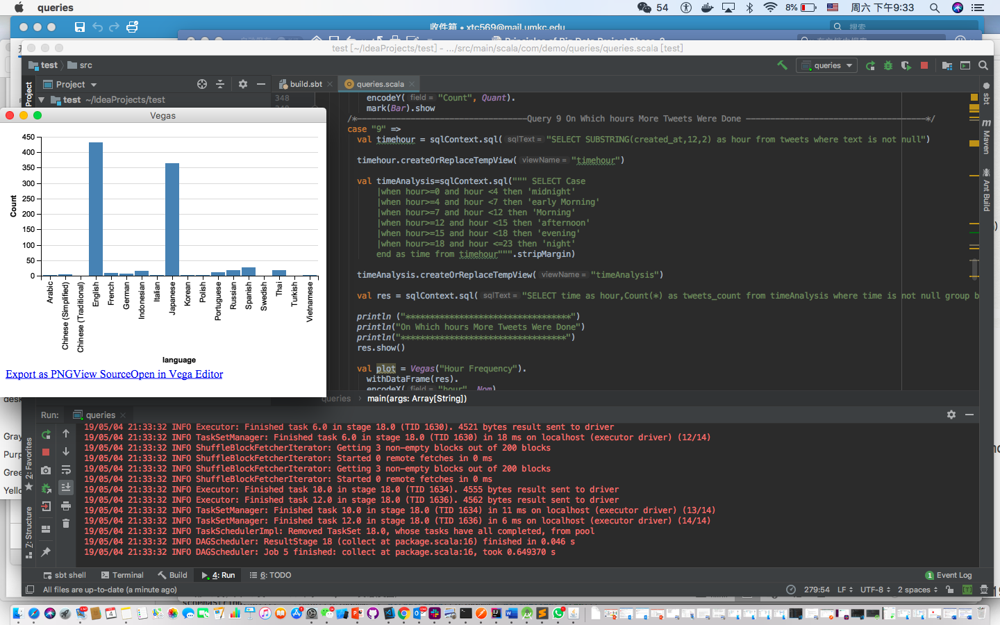 queries
54
8%
周六 下午9:33
收件箱 • xtc569@mail.umkc.edu
搜索
Principles of Big Data Project Phase 2
test [~/IdeaProjects/test] - .../src/main/scala/com/demo/queries/queries.scala [test]
test
src
queries
Project
test ~/IdeaProjects/test
build.sbt
queries.scala
Project
348
encodeY( field = "Count", Quant).
mark(Bar).show
/*Query 9 On Which hours More Tweets Were Done */
case "9" =>
val timehour = sqlContext.sql( sqlText = "SELECT SUBSTRING(created_at,12,2) as hour from tweets where text is not null")
timehour.createOrReplaceTempView( viewName = "timehour")
val timeAnalysis=sqlContext.sql(""" SELECT Case
|when hour>=0 and hour <4 then 'midnight'
|when hour>=4 and hour <7 then 'early Morning'
|when hour>=7 and hour <12 then 'Morning'
|when hour>=12 and hour <15 then 'afternoon'
|when hour>=15 and hour <18 then 'evening'
|when hour>=18 and hour <=23 then 'night'
end as time from timehour""".stripMargin)
timeAnalysis.createOrReplaceTempView( viewName = "timeAnalysis")
val res = sqlContext.sql( sqlText = "SELECT time as hour,Count(*) as tweets_count from timeAnalysis where time is not null group b
println ("**********************************")
println("On Which hours More Tweets Were Done")
println("*********************************")
res.show()
val plot = Vegas("Hour Frequency").
withDataFrame(res).
encodeX( field = "hour", Nom)
queries
main(args: Array[String])
sbt
Maven
Ant Build
Vegas
450
400
350
300
250
200
150
100
50
0
Count
Arabic
Chinese (Simplified)
Chinese (Traditional)
English
French
German
Indonesian
Italian
Japanese
Korean
Polish
Portuguese
Russian
Spanish
Swedish
Thai
Turkish
Vietnamese
language
Export as PNGView SourceOpen in Vega Editor
desk
Gray
Purp
Gree
Yello
Run:
queries
2: Favorites
7: Structure
19/05/04 21:33:32 INFO Executor: Finished task 6.0 in stage 18.0 (TID 1630). 4521 bytes result sent to driver
19/05/04 21:33:32 INFO TaskSetManager: Finished task 6.0 in stage 18.0 (TID 1630) in 18 ms on localhost (executor driver) (12/14)
19/05/04 21:33:32 INFO ShuffleBlockFetcherIterator: Getting 3 non-empty blocks out of 200 blocks
19/05/04 21:33:32 INFO ShuffleBlockFetcherIterator: Started 0 remote fetches in 0 ms
19/05/04 21:33:32 INFO ShuffleBlockFetcherIterator: Getting 3 non-empty blocks out of 200 blocks
19/05/04 21:33:32 INFO ShuffleBlockFetcherIterator: Started 0 remote fetches in 0 ms
19/05/04 21:33:32 INFO Executor: Finished task 10.0 in stage 18.0 (TID 1634). 4555 bytes result sent to driver
19/05/04 21:33:32 INFO Executor: Finished task 12.0 in stage 18.0 (TID 1636). 4562 bytes result sent to driver
19/05/04 21:33:32 INFO TaskSetManager: Finished task 10.0 in stage 18.0 (TID 1634) in 11 ms on localhost (executor driver) (13/14)
19/05/04 21:33:32 INFO TaskSetManager: Finished task 12.0 in stage 18.0 (TID 1636) in 6 ms on localhost (executor driver) (14/14)
19/05/04 21:33:32 INFO TaskSchedulerImpl: Removed TaskSet 18.0, whose tasks have all completed, from pool
19/05/04 21:33:32 INFO DAGScheduler: ResultStage 18 (collect at package.scala:16) finished in 0.046 s
19/05/04 21:33:32 INFO DAGScheduler: Job 5 finished: collect at package.scala:16, took 0.649370 s
sbt shell
Terminal
Build
4: Run
6: TODO
1 Event Log
All files are up-to-date (a minute ago)
279:54
LF
UTF-8
2 spaces